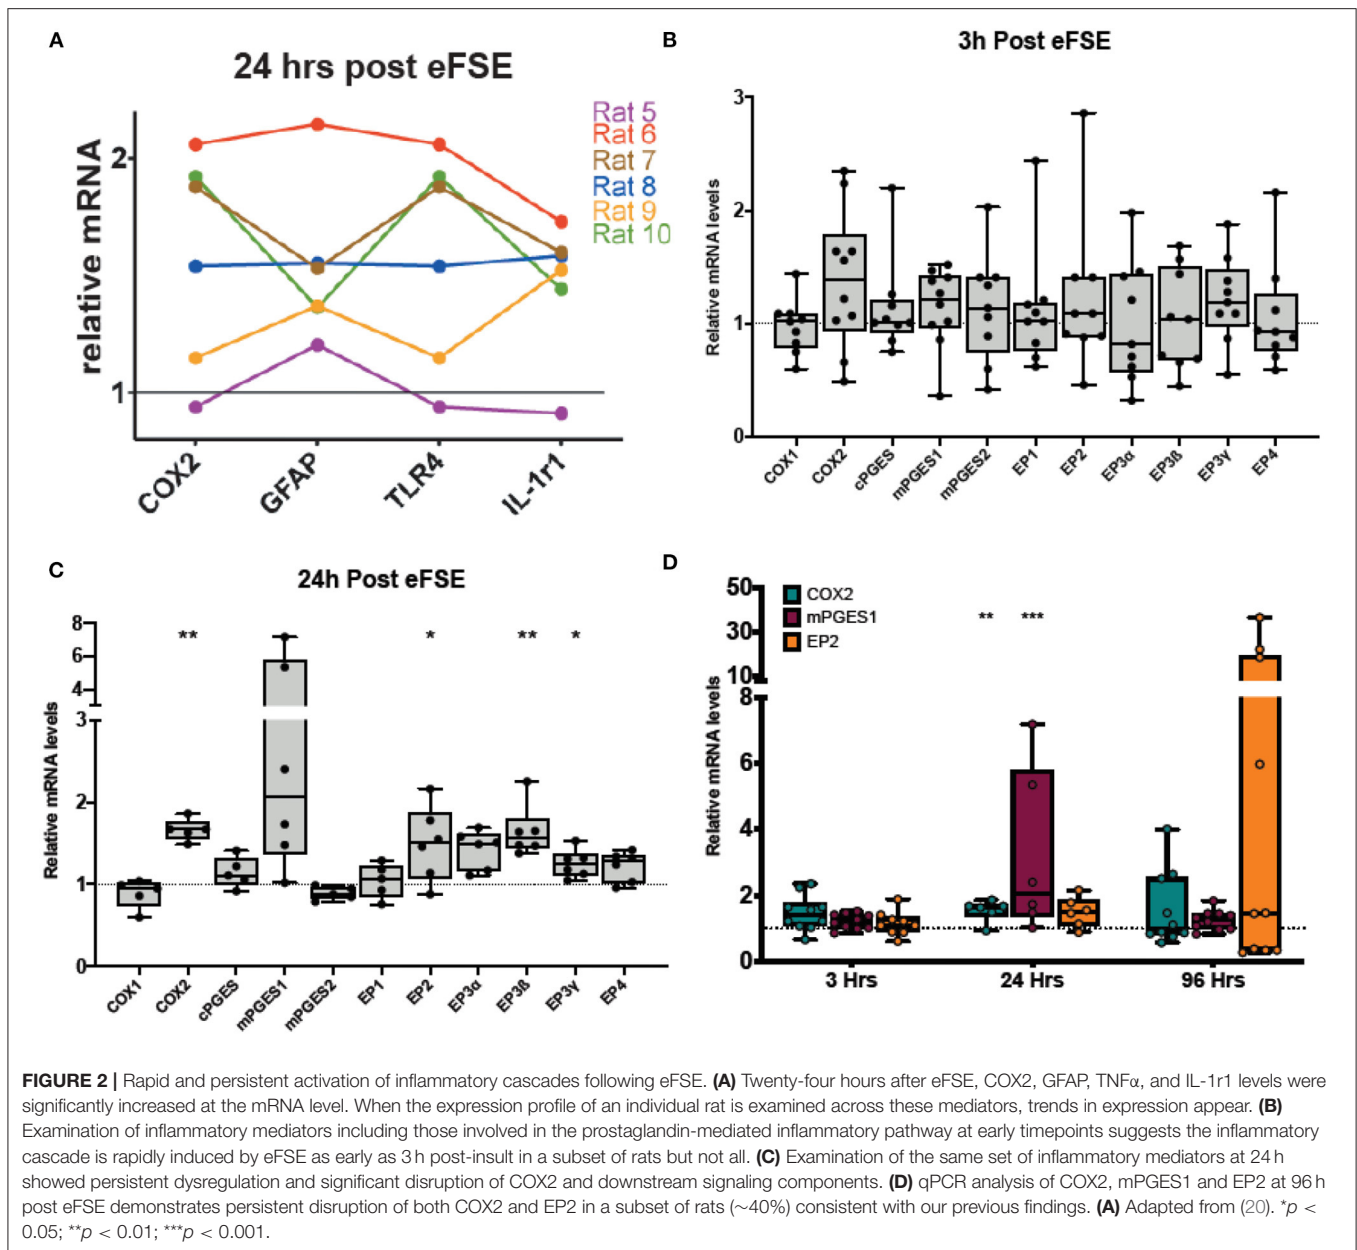 A
24 hrs post eFSE
relative mRNA
2
1
Rat 5
Rat 6
Rat 7
Rat 8
Rat 9
Rat 10
COX2
GFAP
TLR4
IL-1r1
B
3h Post eFSE
Relative mRNA levels
3
2
1
0
COX1
COX2
cPGES
mPGES1
mPGES2
EP1
EP2
EP3α
EP3ß
EP3γ
EP4
C
24h Post eFSE
Relative mRNA levels
8
6
4
3
2
1
0
**
*
**
*
COX1
COX2
cPGES
mPGES1
mPGES2
EP1
EP2
EP3α
EP3ß
EP3γ
EP4
D
Relative mRNA levels
50
30
10
8
6
4
2
0
COX2
mPGES1
EP2
**
***
3 Hrs
24 Hrs
96 Hrs
FIGURE 2 | Rapid and persistent activation of inflammatory cascades following eFSE. (A) Twenty-four hours after eFSE, COX2, GFAP, TNFα, and IL-1r1 levels were
significantly increased at the mRNA level. When the expression profile of an individual rat is examined across these mediators, trends in expression appear. (B)
Examination of inflammatory mediators including those involved in the prostaglandin-mediated inflammatory pathway at early timepoints suggests the inflammatory
cascade is rapidly induced by eFSE as early as 3 h post-insult in a subset of rats but not all. (C) Examination of the same set of inflammatory mediators at 24 h
showed persistent dysregulation and significant disruption of COX2 and downstream signaling components. (D) qPCR analysis of COX2, mPGES1 and EP2 at 96 h
post eFSE demonstrates persistent disruption of both COX2 and EP2 in a subset of rats (∼40%) consistent with our previous findings. (A) Adapted from (20). *p <
0.05; **p < 0.01; ***p < 0.001.